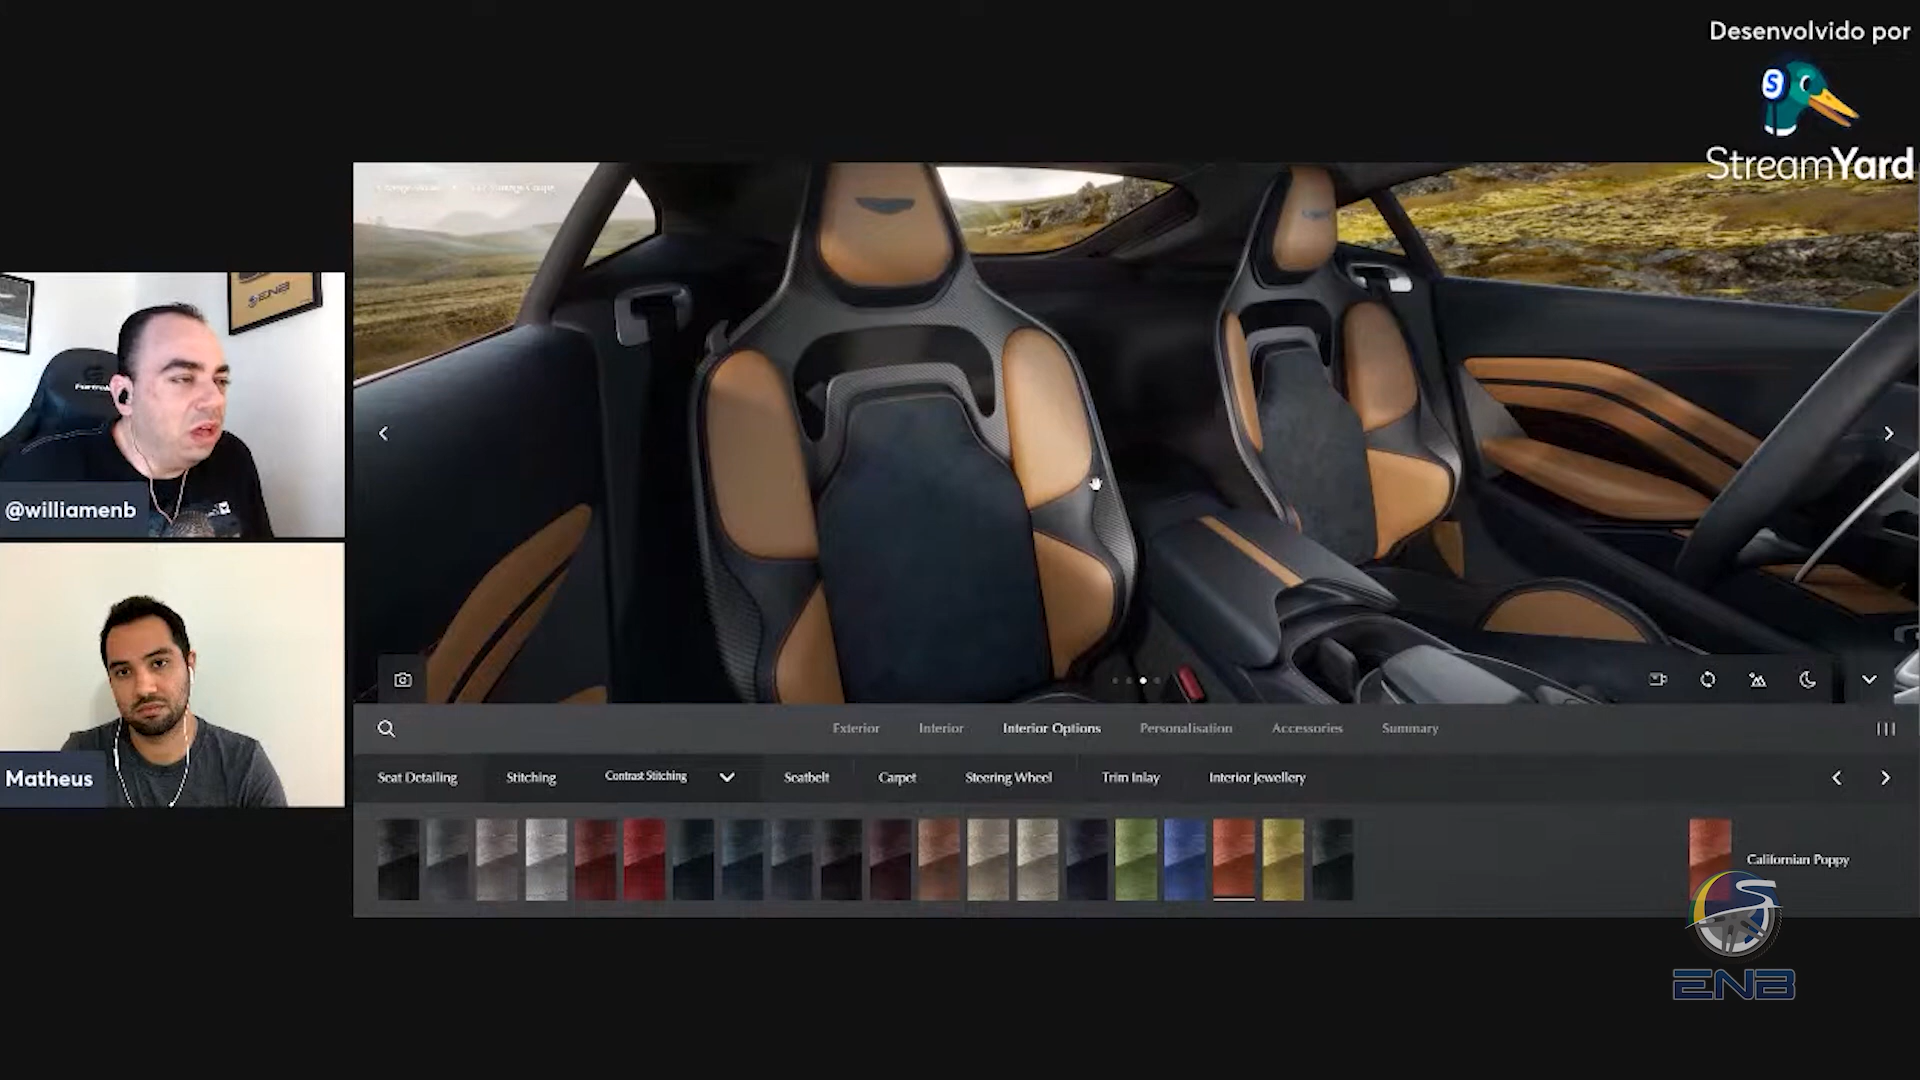 Desenvolvido por
S
StreamYard
ENB
@williamenb
Matheus
Exterior
Interior
Interior Options
Personalisation
Accessories
Summary
Seat Detailing
Stitching
Contrast Stitching
Seatbelt
Carpet
Steering Wheel
Trim Inlay
Interior Jewellery
Californian Poppy
ENB